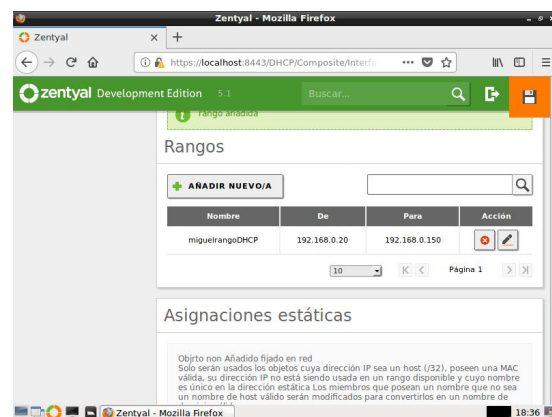 Zentyal - Mozilla Firefox
Zentyal
https://localhost:8443/DHCP/Composite/Interfa
zentyal Development Edition 5.1
Buscar...
rango añadida
Rangos
AÑADIR NUEVO/A
Nombre De Para Acción
miguelrangoDHCP 192.168.0.20 192.168.0.150
10 Página 1
Asignaciones estáticas
Objrto non Añadido fijado en red
Solo serán usados los objetos cuya dirección IP sea un host (/32), poseen una MAC
válida, su dirección IP no está siendo usada en un rango disponible y cuyo nombre
es único en la dirección estática Los miembros que posean un nombre que no sea
un nombre de host válido serán modificados para convertirlos en un nombre de
Zentyal - Mozilla Firefox 18:36